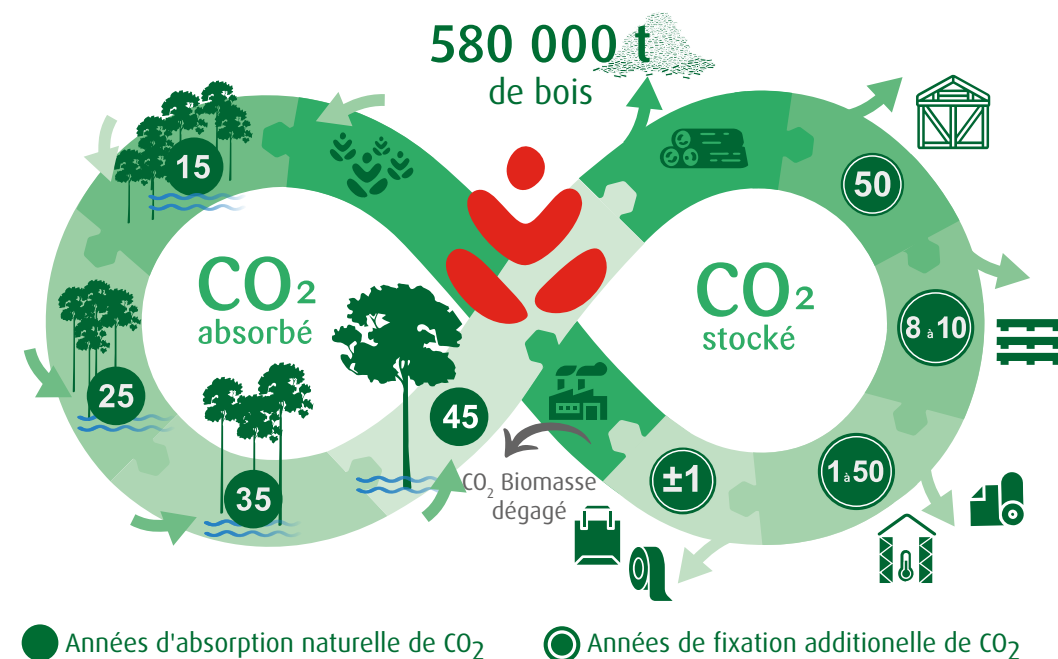 580 000 t
de bois
15
50
CO2
absorbé
CO2
stocké
8 à 10
25
45
35
±1
1 à 50
CO2 Biomasse
dégagé
Années d'absorption naturelle de CO2
Années de fixation additionelle de CO2